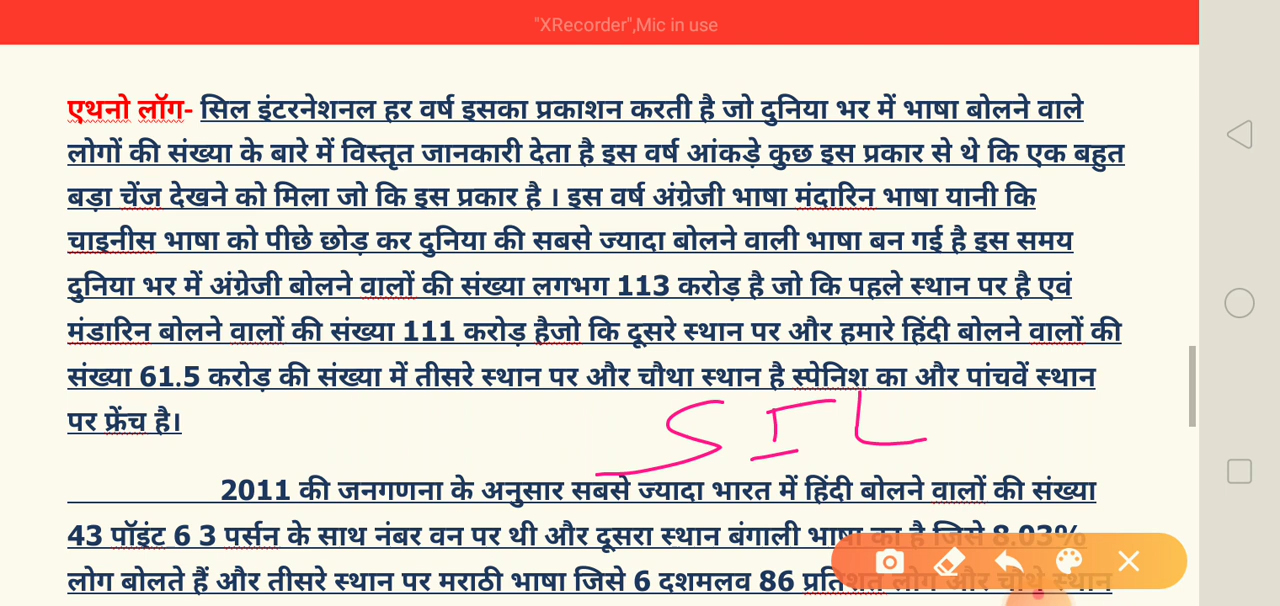 "XRecorder",Mic in use
एथनो लॉग- सिल इंटरनेशनल हर वर्ष इसका प्रकाशन करती है जो दुनिया भर में भाषा बोलने वाले
लोगों की संख्या के बारे में विस्तृत जानकारी देता है इस वर्ष आंकड़े कुछ इस प्रकार से थे कि एक बहुत
बड़ा चेंज देखने को मिला जो कि इस प्रकार है । इस वर्ष अंग्रेजी भाषा मंदारिन भाषा यानी कि
चाइनीस भाषा को पीछे छोड़ कर दुनिया की सबसे ज्यादा बोलने वाली भाषा बन गई है इस समय
दुनिया भर में अंग्रेजी बोलने वालों की संख्या लगभग 113 करोड़ है जो कि पहले स्थान पर है एवं
मंडारिन बोलने वालों की संख्या 111 करोड़ हैजो कि दूसरे स्थान पर और हमारे हिंदी बोलने वालों की
संख्या 61.5 करोड़ की संख्या में तीसरे स्थान पर और चौथा स्थान है स्पेनिश का और पांचवें स्थान
पर फ्रेंच है।
SIL
2011 की जनगणना के अनुसार सबसे ज्यादा भारत में हिंदी बोलने वालों की संख्या
43 पॉइंट 6 3 पर्सन के साथ नंबर वन पर थी और दूसरा स्थान बंगाली भाषा का है जिसे 8.03%
लोग बोलते हैं और तीसरे स्थान पर मराठी भाषा जिसे 6 दशमलव 86 प्रतिशत लोग और चौथे स्थान